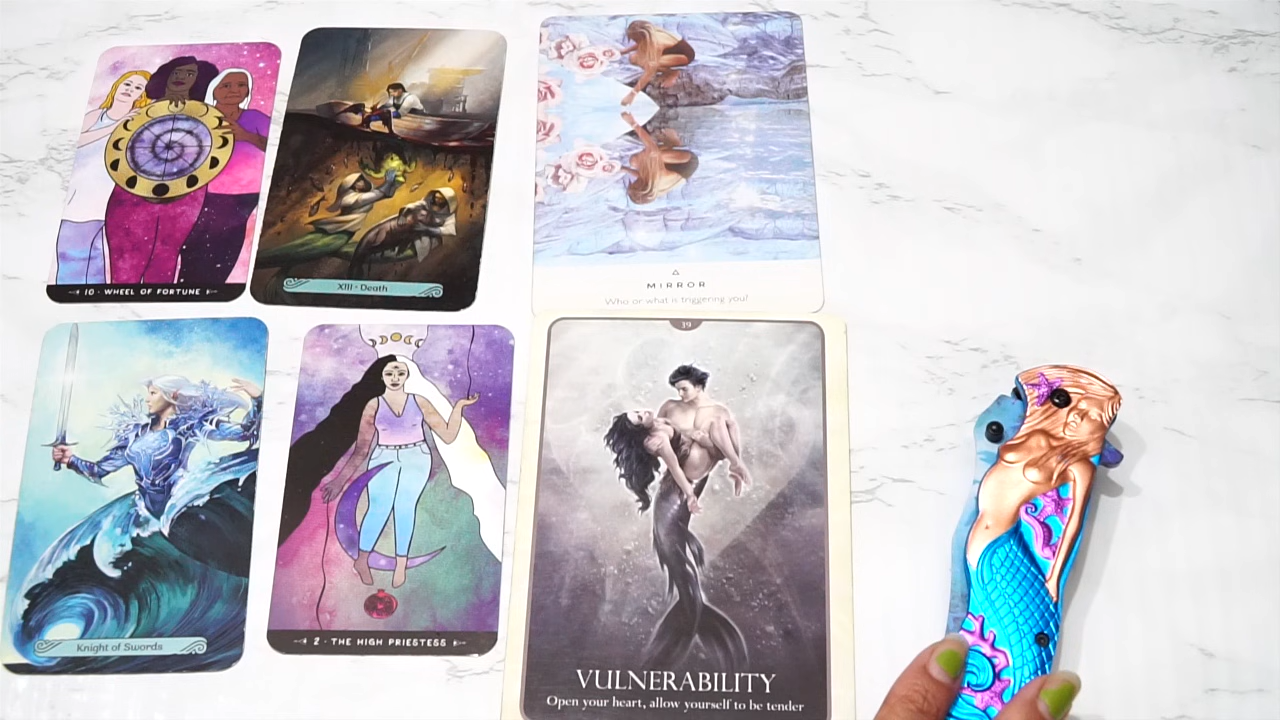 10 · WHEEL OF FORTUNE
XIII · Death
MIRROR
Who or what is triggering you?
Knight of Swords
2 · THE HIGH PRIESTESS
39
VULNERABILITY
Open your heart, allow yourself to be tender